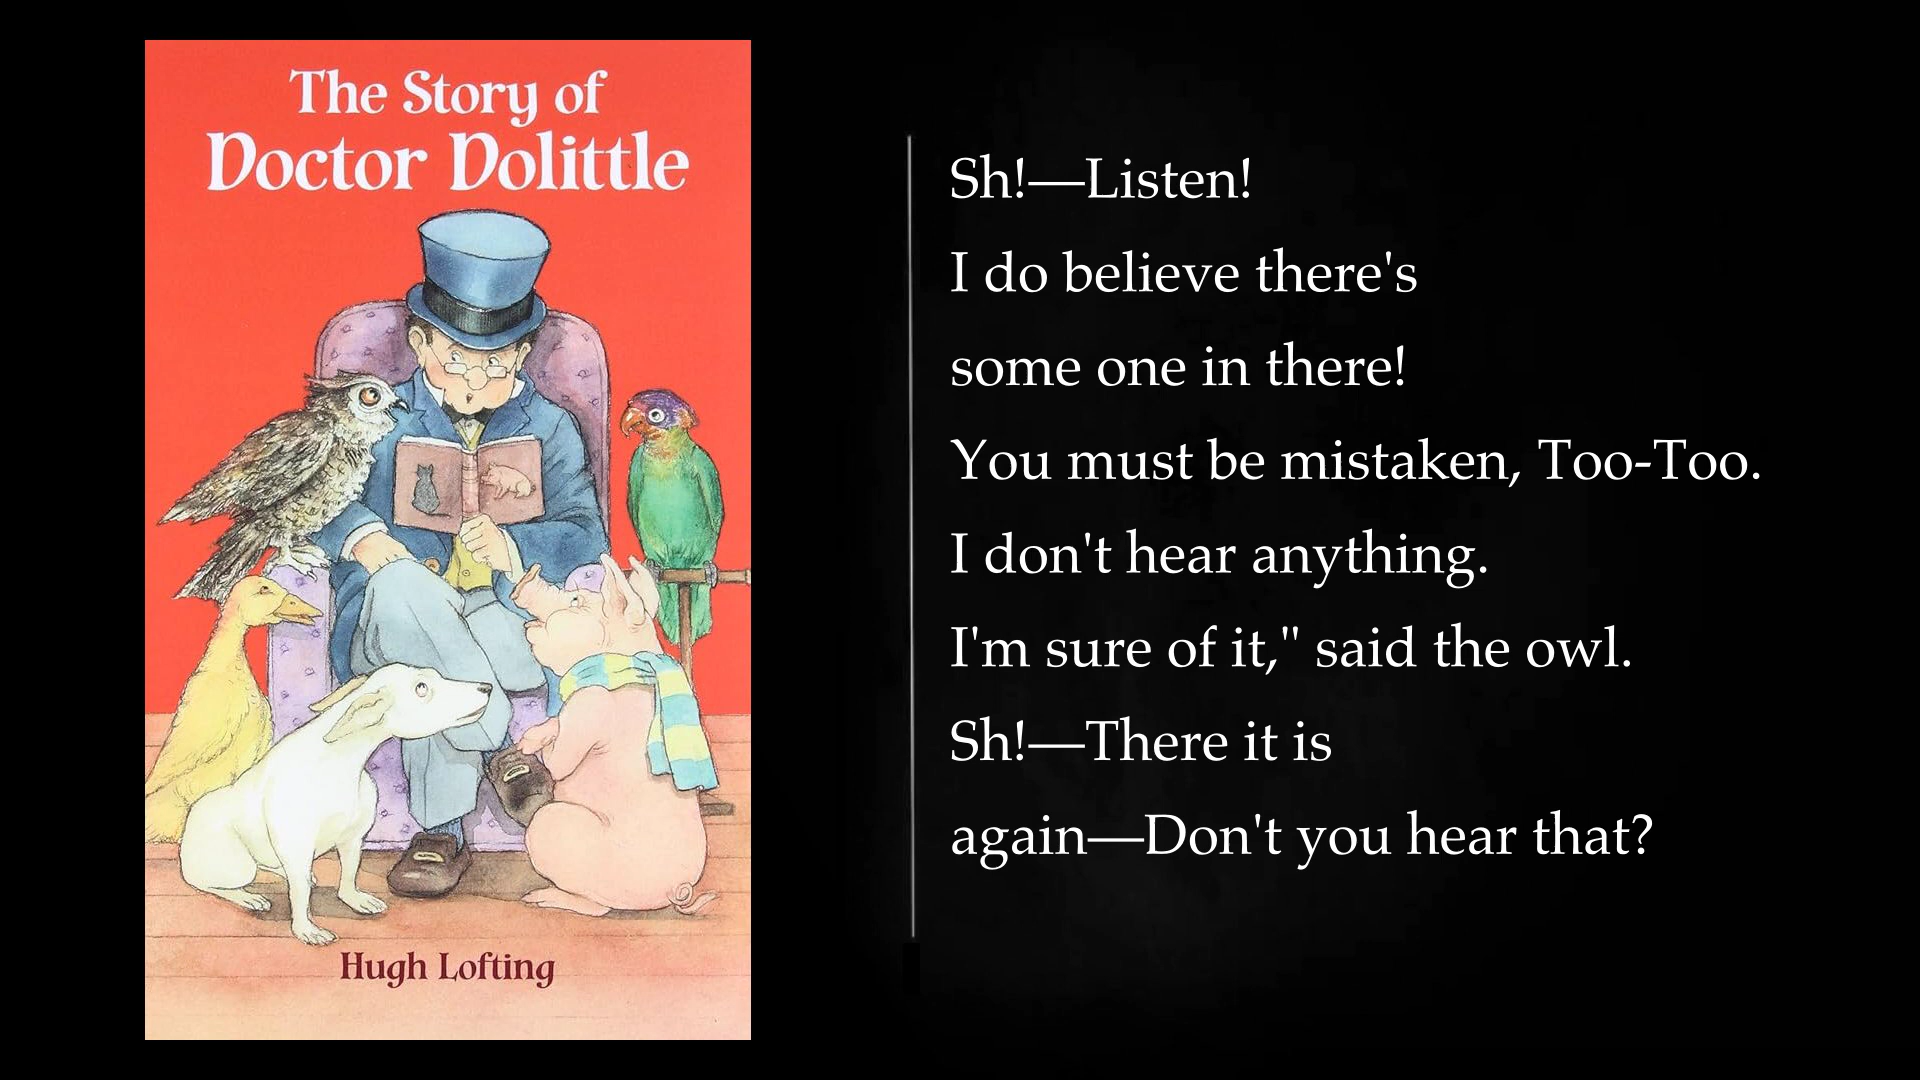 The Story of
Doctor Dolittle
Hugh Lofting
Sh!—Listen!
I do believe there's
some one in there!
You must be mistaken, Too-Too.
I don't hear anything.
I'm sure of it," said the owl.
Sh!—There it is
again—Don't you hear that?